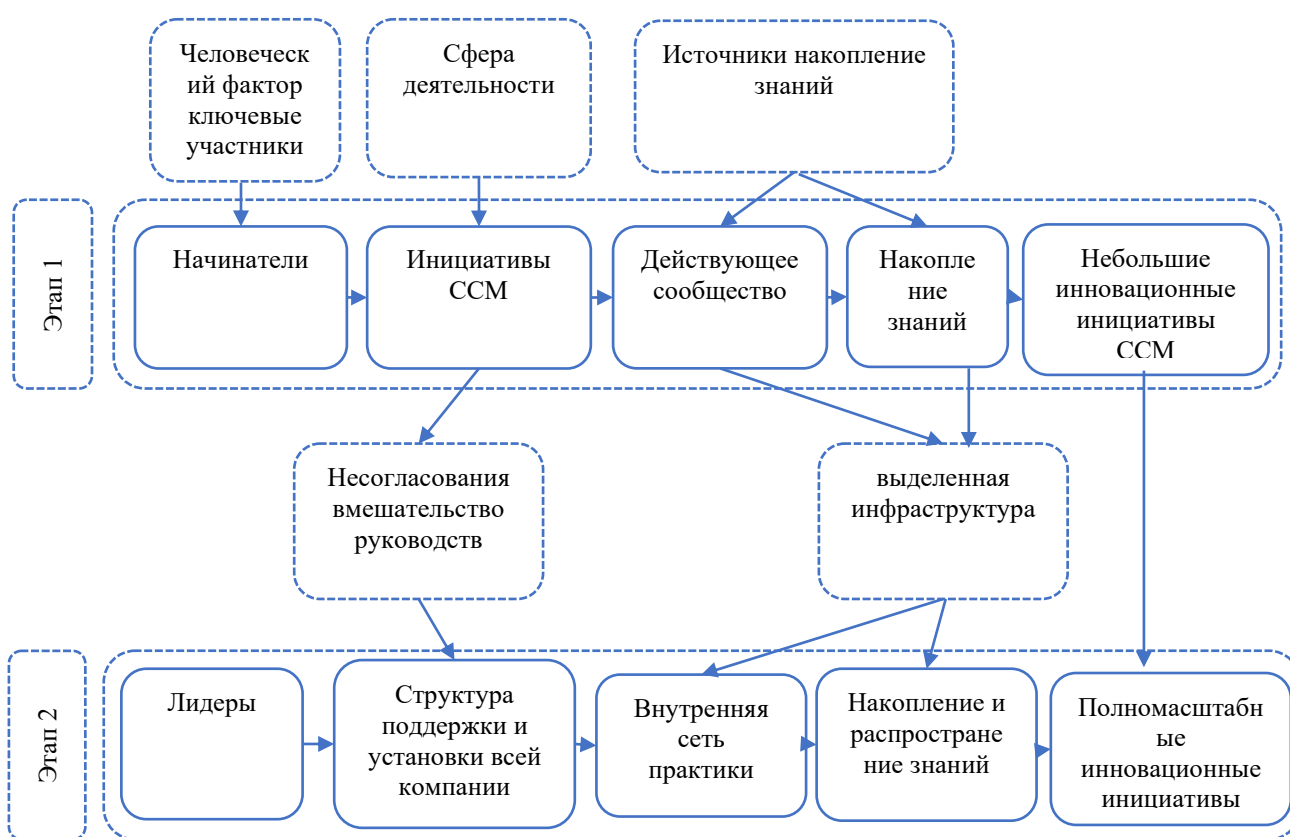 Человеческ
ий фактор
ключевые
участники
Сфера
деятельности
Источники накопление
знаний
Этап 1
Начинатели
Инициативы
ССМ
Действующее
сообщество
Накопле
ние
знаний
Небольшие
инновационные
инициативы
ССМ
Несогласования
вмешательство
руководств
выделенная
инфраструктура
Этап 2
Лидеры
Структура
поддержки и
установки всей
компании
Внутренняя
сеть
практики
Накопление и
распростране
ние знаний
Полномасштабн
ые
инновационные
инициативы